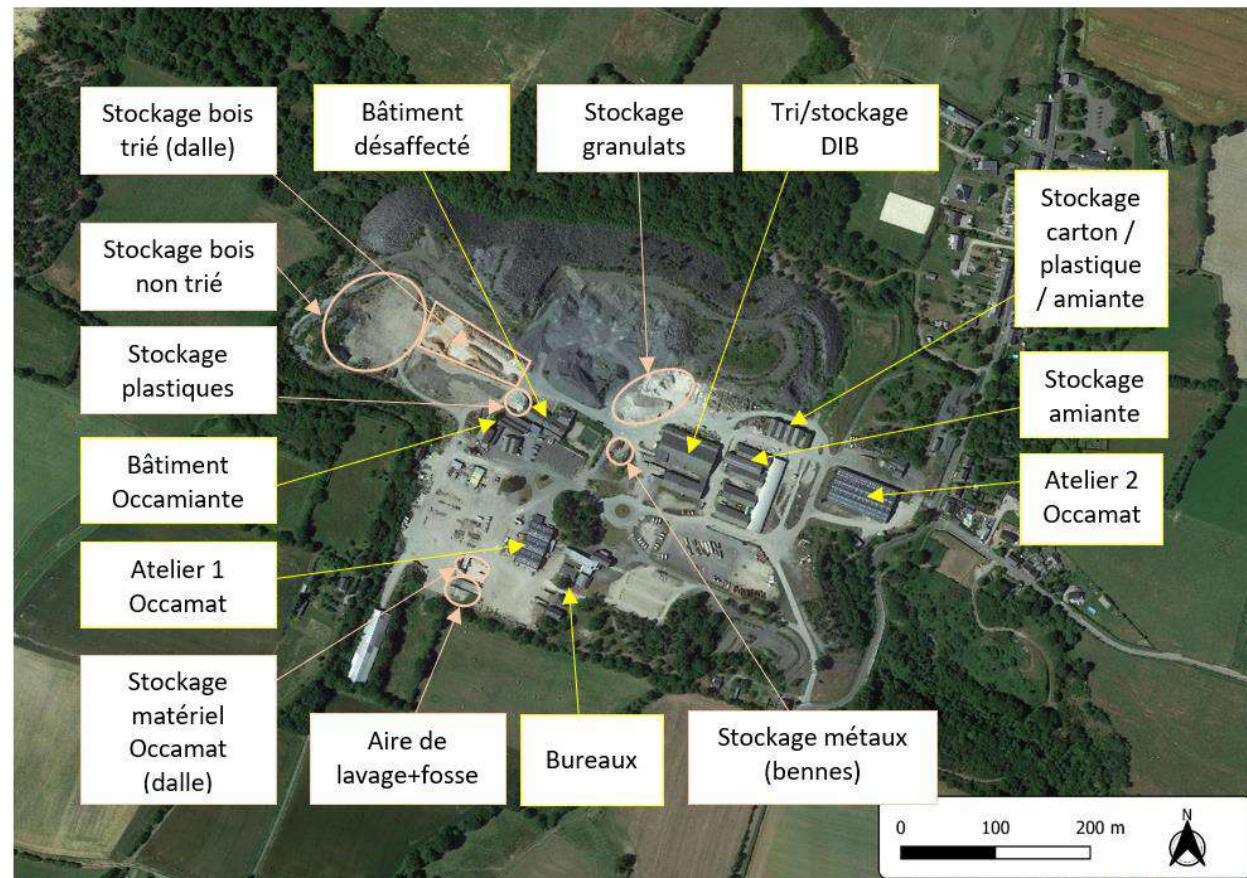 Stockage bois
trié (dalle)
Bâtiment
désaffecté
Stockage
granulats
Tri/stockage
DIB
Stockage
carton /
plastique
/ amiante
Stockage bois
non trié
Stockage
plastiques
Stockage
amiante
Bâtiment
Occamiante
Atelier 2
Occamat
Atelier 1
Occamat
Stockage
matériel
Occamat
(dalle)
Aire de
lavage+fosse
Bureaux
Stockage métaux
(bennes)
0 100 200 m
N